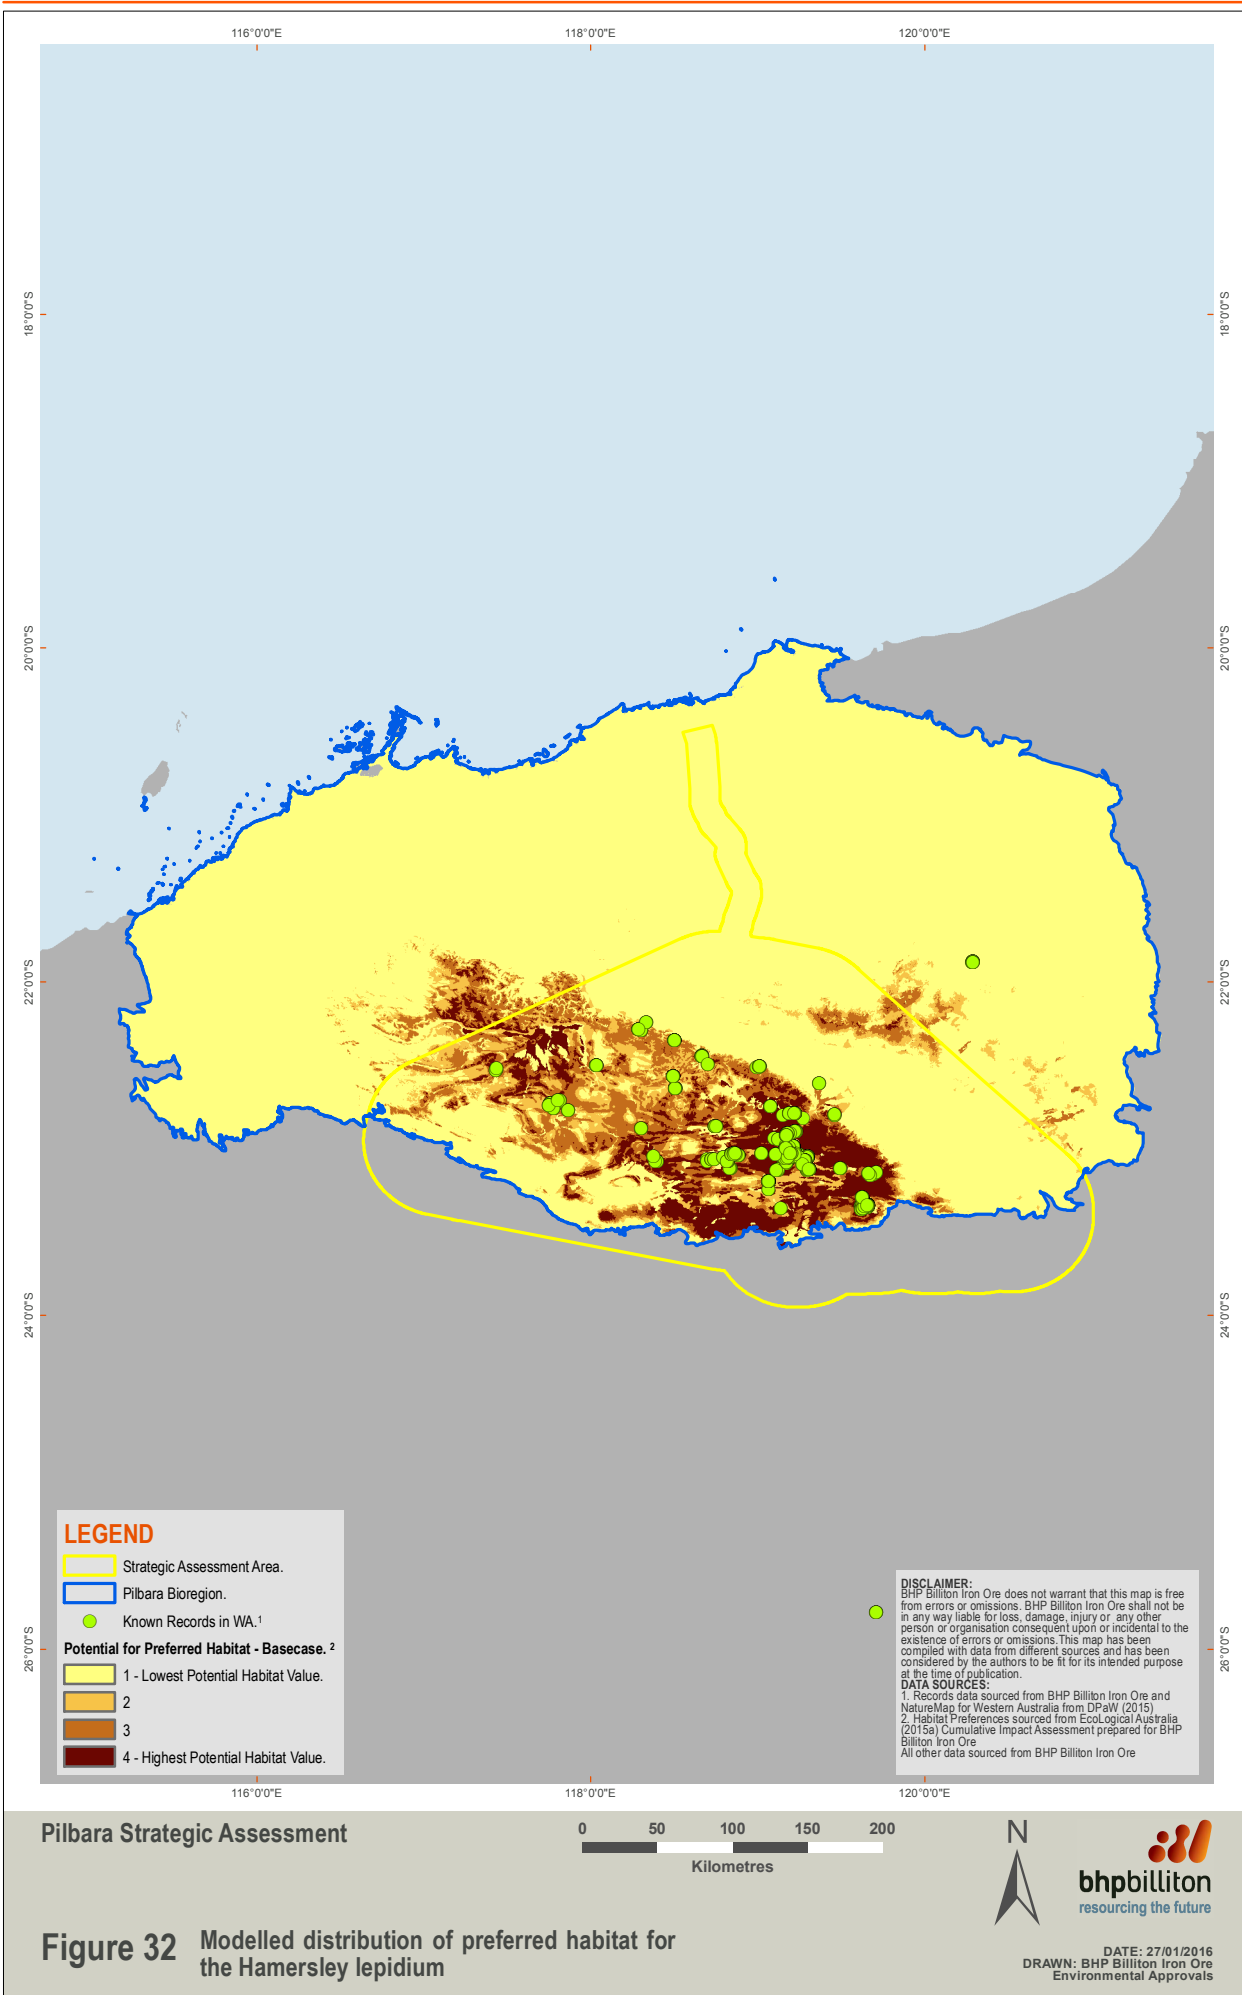 116°0'0"E 118°0'0"E 120°0'0"E
18°0'0"S 18°0'0"S
20°0'0"S 20°0'0"S
22°0'0"S 22°0'0"S
24°0'0"S 24°0'0"S
26°0'0"S 26°0'0"S
LEGEND
Strategic Assessment Area.
Pilbara Bioregion.
Known Records in WA.¹
Potential for Preferred Habitat - Basecase. ²
1 - Lowest Potential Habitat Value.
2
3
4 - Highest Potential Habitat Value.
DISCLAIMER:
BHP Billiton Iron Ore does not warrant that this map is free
from errors or omissions. BHP Billiton Iron Ore shall not be
in any way liable for loss, damage, injury or any other
person or organisation consequent upon or incidental to the
existence of errors or omissions. This map has been
compiled with data from different sources and has been
considered by the authors to be fit for its intended purpose
at the time of publication.
DATA SOURCES:
1. Records data sourced from BHP Billiton Iron Ore and
NatureMap for Western Australia from DPaW (2015)
2. Habitat Preferences sourced from EcoLogical Australia
(2015a) Cumulative Impact Assessment prepared for BHP
Billiton Iron Ore
All other data sourced from BHP Billiton Iron Ore
116°0'0"E 118°0'0"E 120°0'0"E
Pilbara Strategic Assessment
0 50 100 150 200
Kilometres
N
bhpbilliton
resourcing the future
Figure 32 Modelled distribution of preferred habitat for
the Hamersley lepidium
DATE: 27/01/2016
DRAWN: BHP Billiton Iron Ore
Environmental Approvals